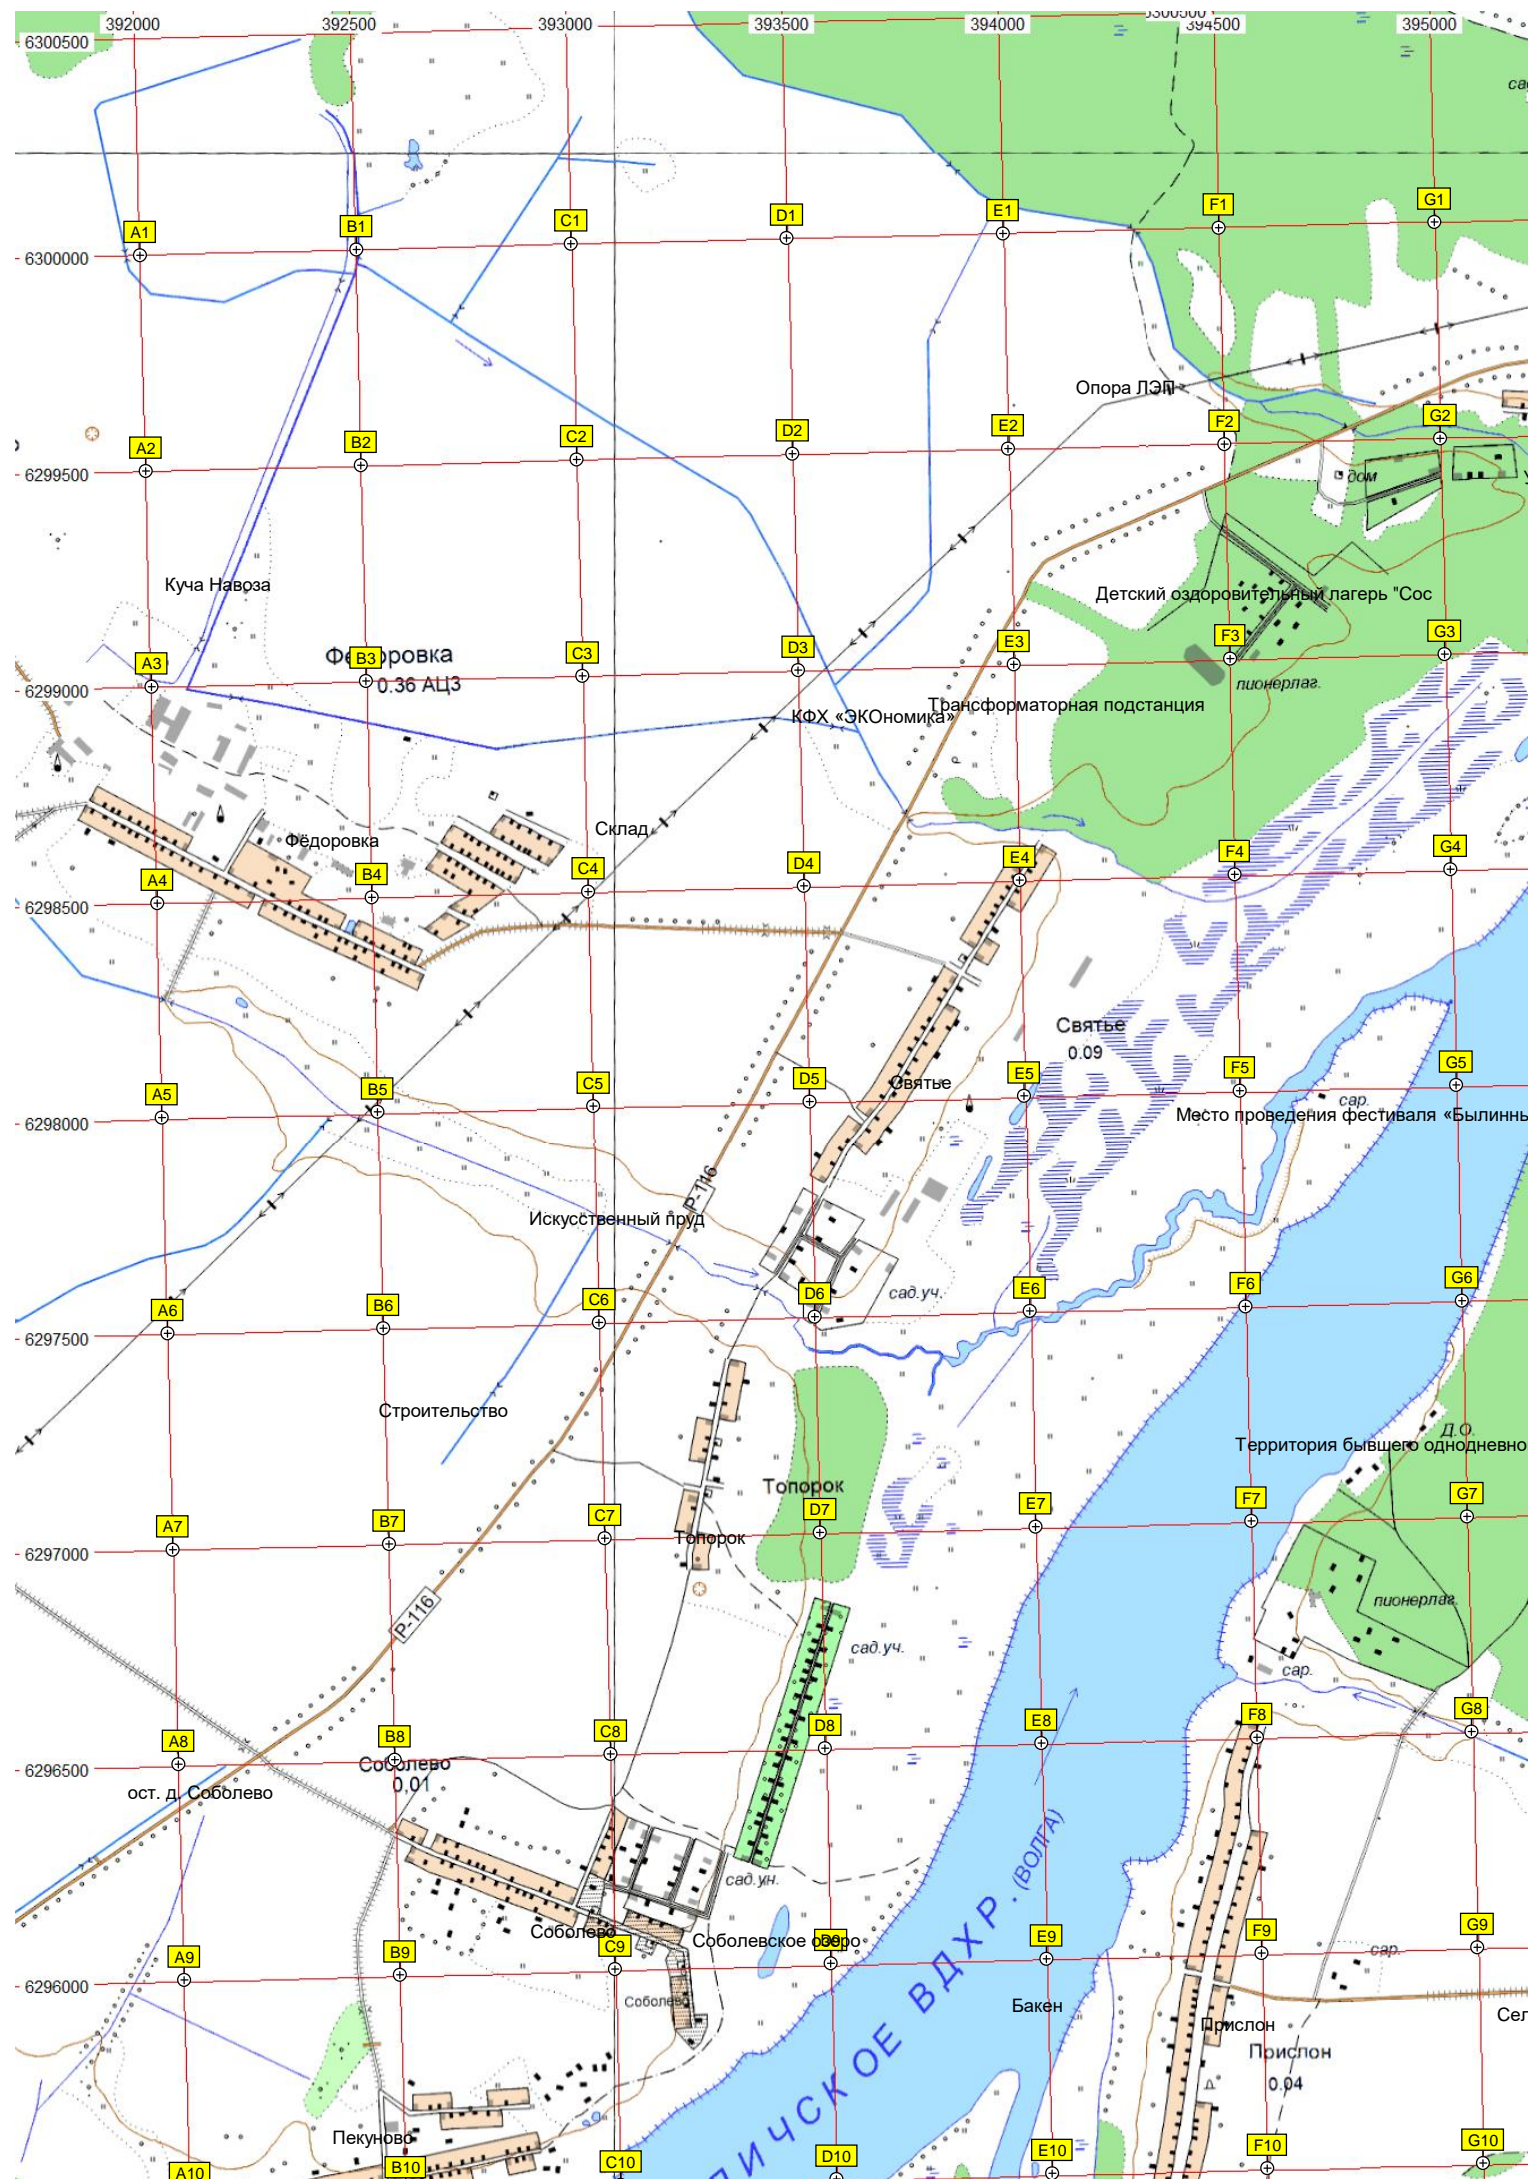 392000 392500 393000 393500 394000 394500 395000
6300500
A1 B1 C1 D1 E1 F1 G1
6300000
Опора ЛЭП
A2 B2 C2 D2 E2 F2 G2
6299500
дом
Куча Навоза
Детский оздоровительный лагерь "Сос
A3 B3 C3 D3 E3 F3 G3
0.36 АЦЗ
6299000
пионерлаг.
Трансформаторная подстанция
КФХ «ЭКОномика»
Склад
Фёдоровка
A4 B4 C4 D4 E4 F4 G4
6298500
Святье
0.09
A5 B5 C5 D5 E5 F5 G5
Святье
сар.
Место проведения фестиваля «Былинны
6298000
Р-116
Искусственный пруд
сад.уч.
A6 B6 C6 D6 E6 F6 G6
6297500
Строительство
Д.О.
Территория бывшего однодневно
Топорок
A7 B7 C7 D7 E7 F7 G7
Топорок
6297000
Р-116
пионерлаг.
сад.уч.
сар.
A8 B8 C8 D8 E8 F8 G8
Соболево
0,01
6296500
ост. д. Соболево
(ВОЛГА)
сад.ун.
Соболево
Соболевское озеро
A9 B9 C9 D9 E9 F9 G9
сар.
6296000
Соболево
Бакен
Прислон
Сел
Прислон
0.04
ЛИЧСКОЕ ВДХР.
Пекуново
A10 B10 C10 D10 E10 F10 G10